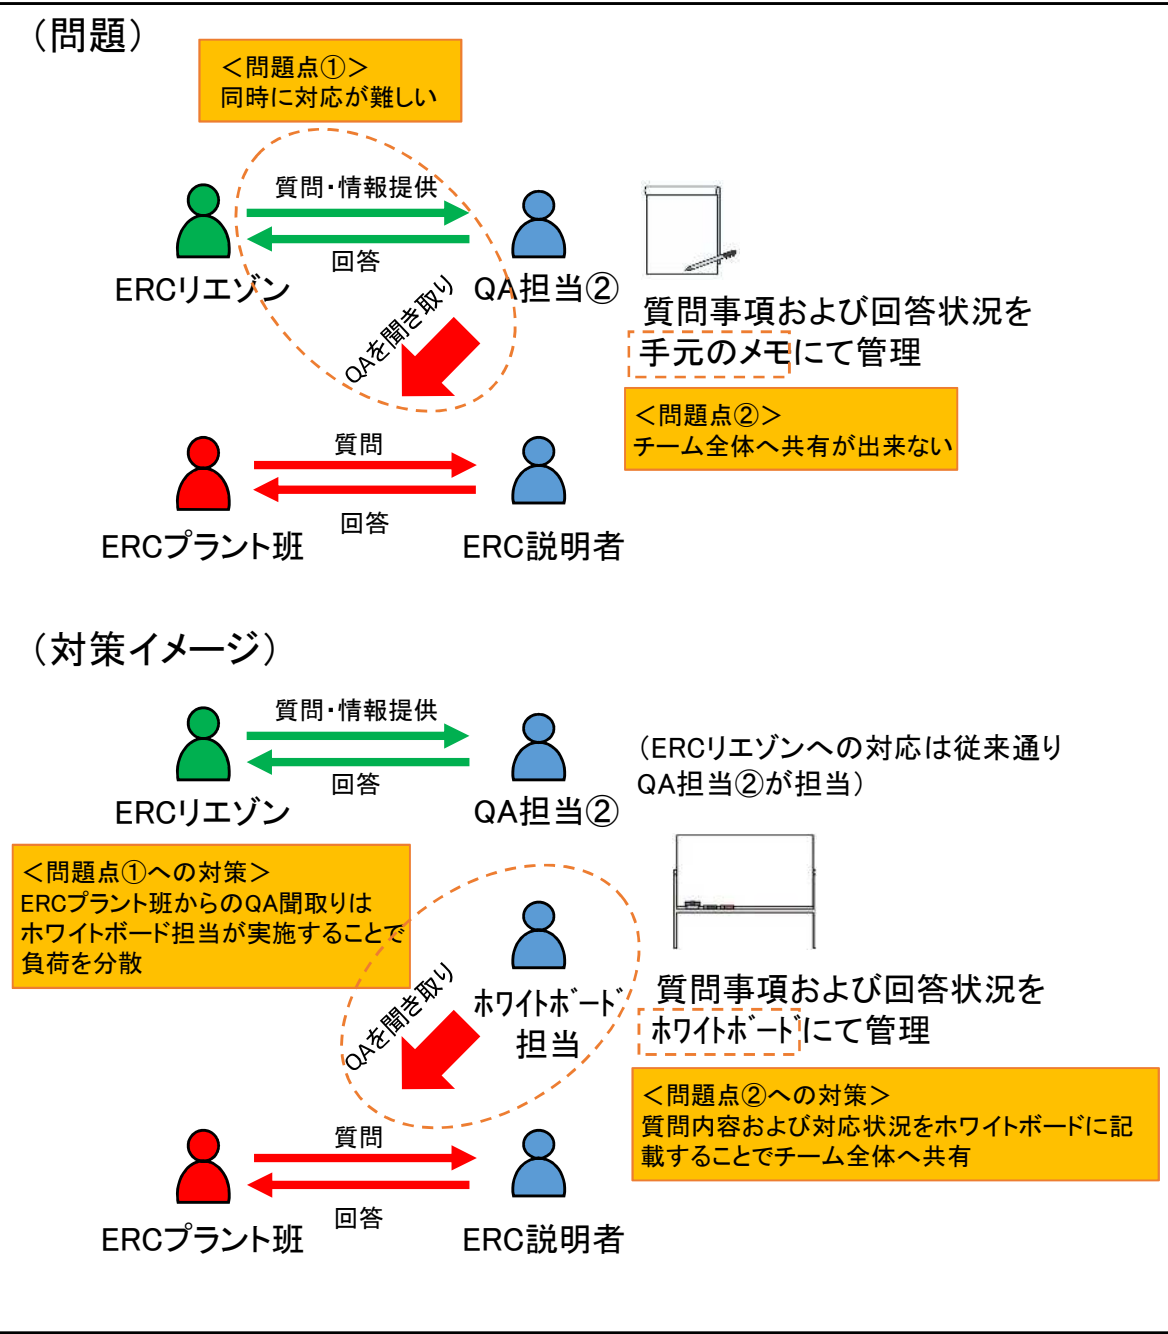 （問題）
＜問題点①＞
同時に対応が難しい
質問・情報提供
回答
ERCリエゾン
QA担当②
QAを聞き取り
質問事項および回答状況を
手元のメモにて管理
＜問題点②＞
チーム全体へ共有が出来ない
質問
回答
ERCプラント班
ERC説明者
（対策イメージ）
質問・情報提供
回答
ERCリエゾン
QA担当②
（ERCリエゾンへの対応は従来通り
QA担当②が担当）
＜問題点①への対策＞
ERCプラント班からのQA聞取りは
ホワイトボード担当が実施することで
負荷を分散
QAを聞き取り
ﾎﾜｲﾄﾎﾞｰﾄﾞ
担当
質問事項および回答状況を
ﾎﾜｲﾄﾎﾞｰﾄﾞにて管理
＜問題点②への対策＞
質問内容および対応状況をホワイトボードに記
載することでチーム全体へ共有
質問
回答
ERCプラント班
ERC説明者